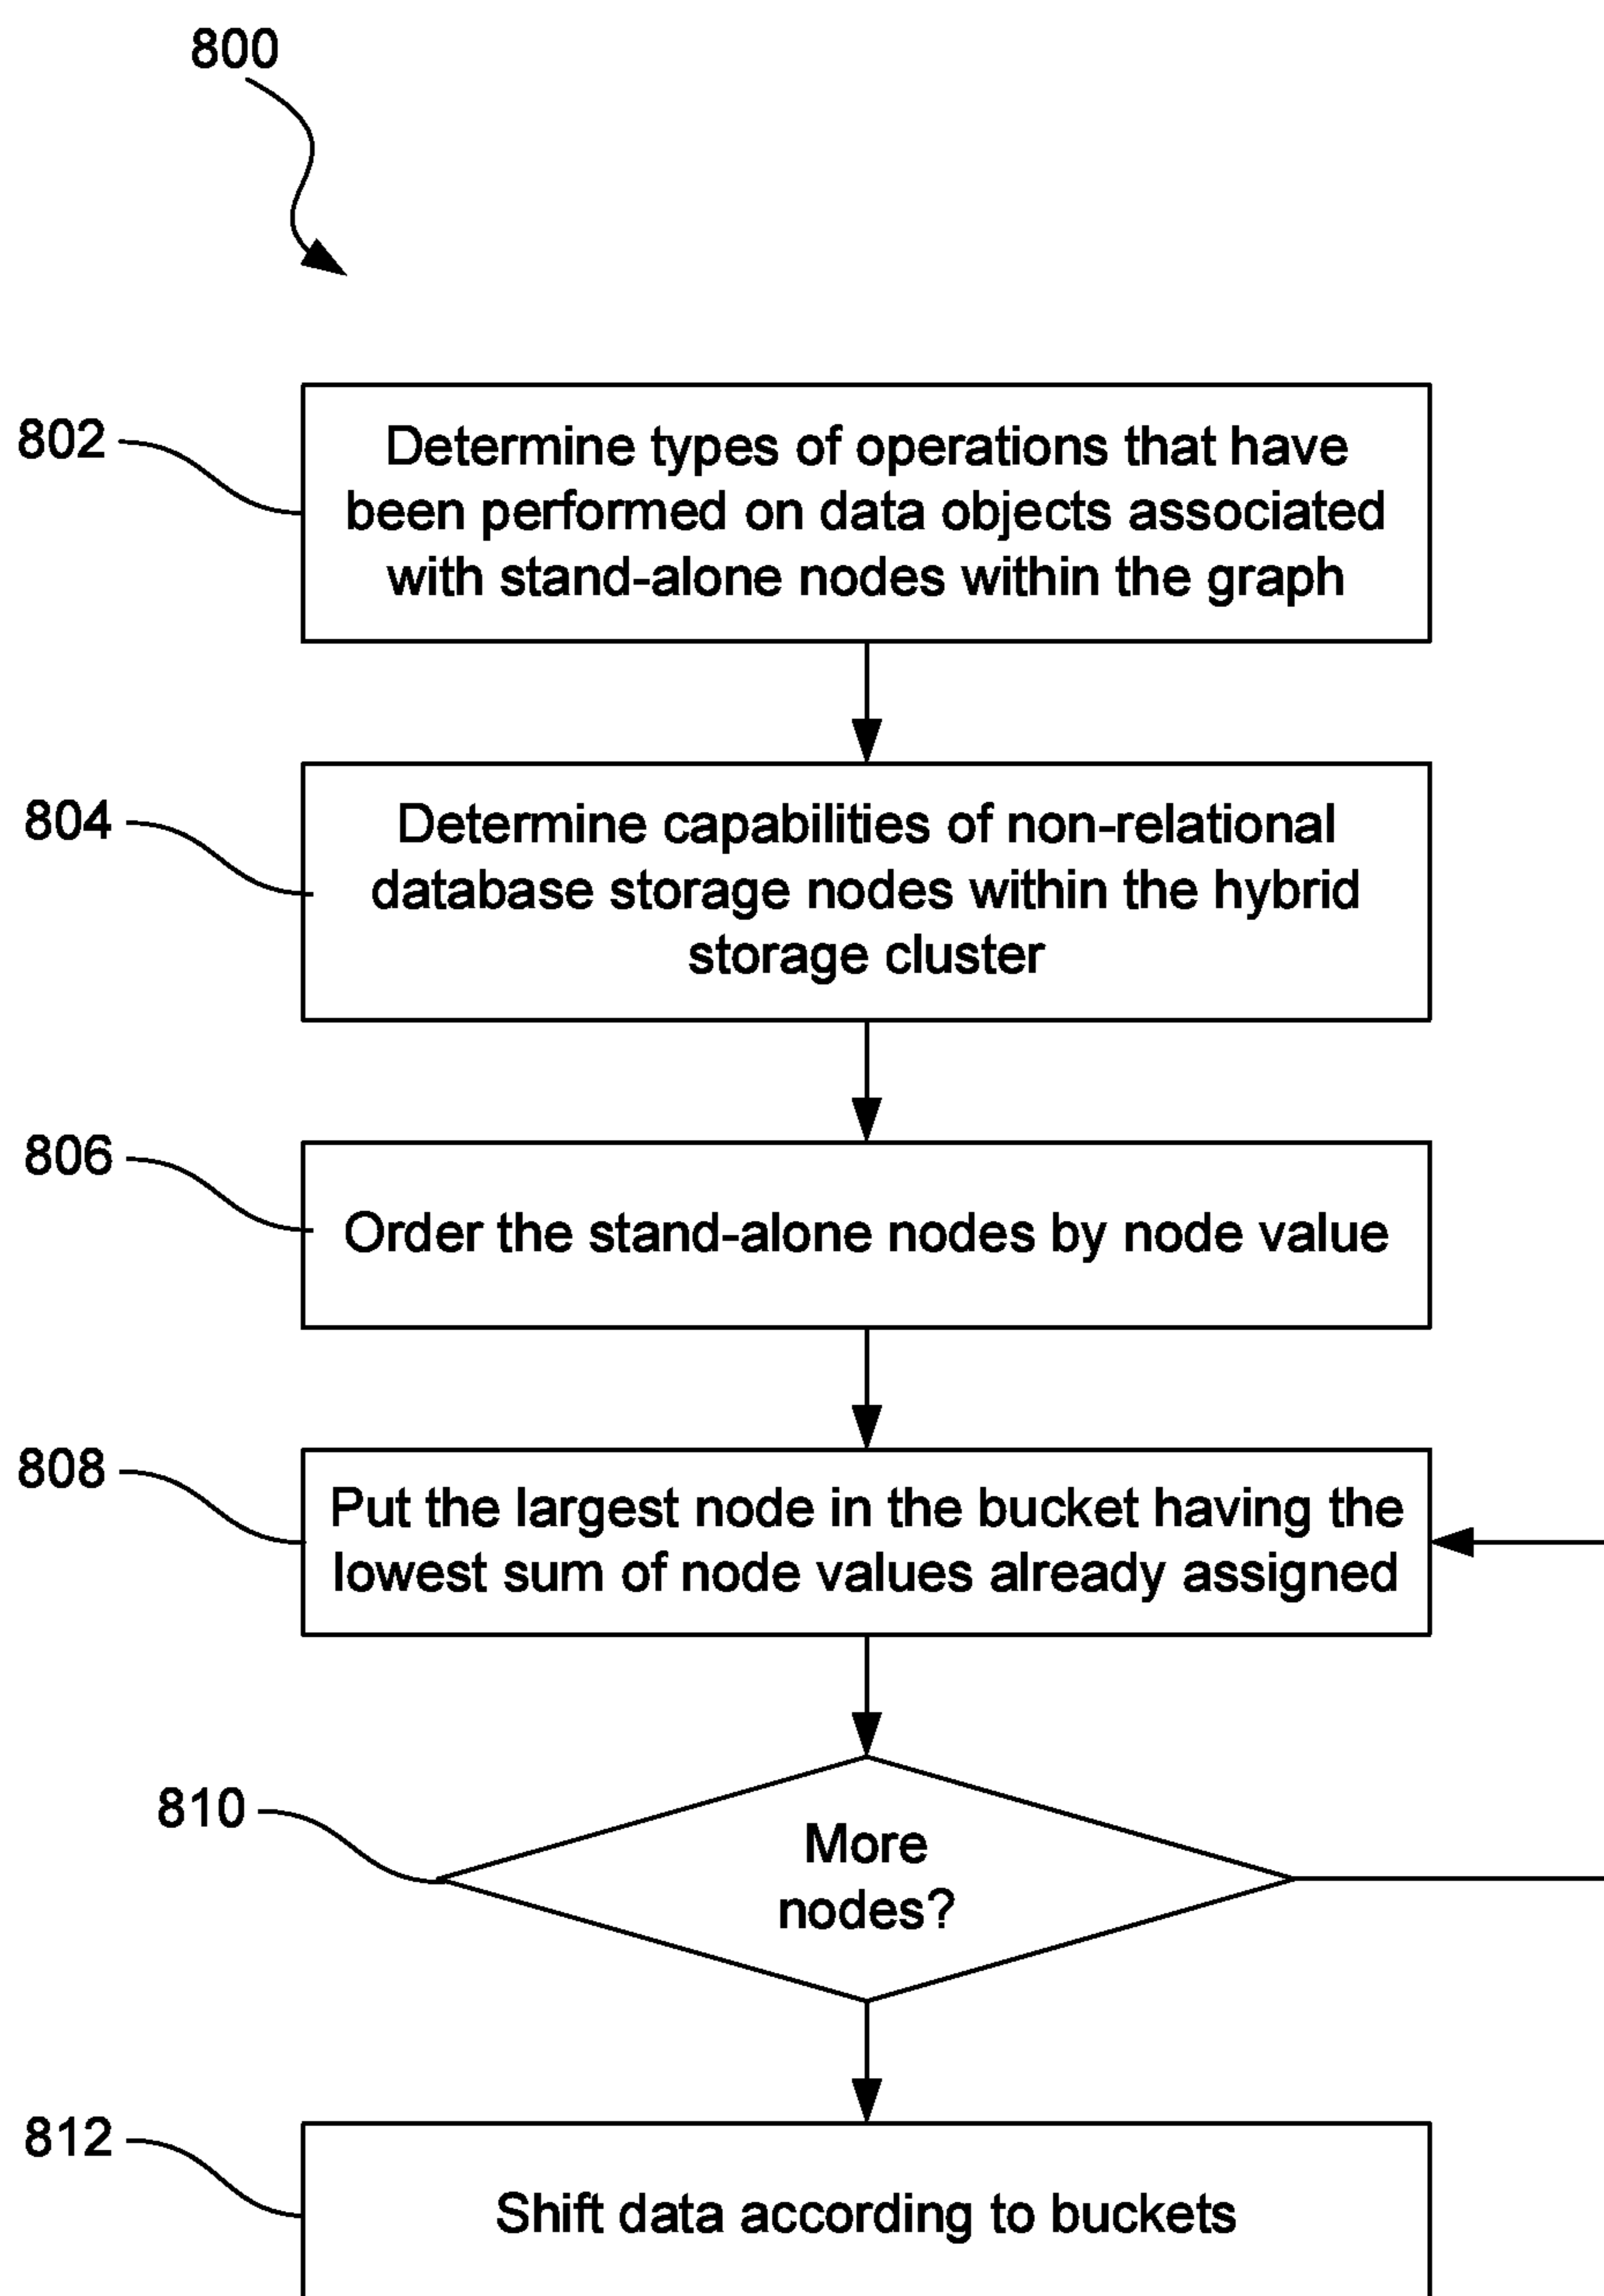 800
802
Determine types of operations that have
been performed on data objects associated
with stand-alone nodes within the graph
804
Determine capabilities of non-relational
database storage nodes within the hybrid
storage cluster
806
Order the stand-alone nodes by node value
808
Put the largest node in the bucket having the
lowest sum of node values already assigned
810
More
nodes?
812
Shift data according to buckets